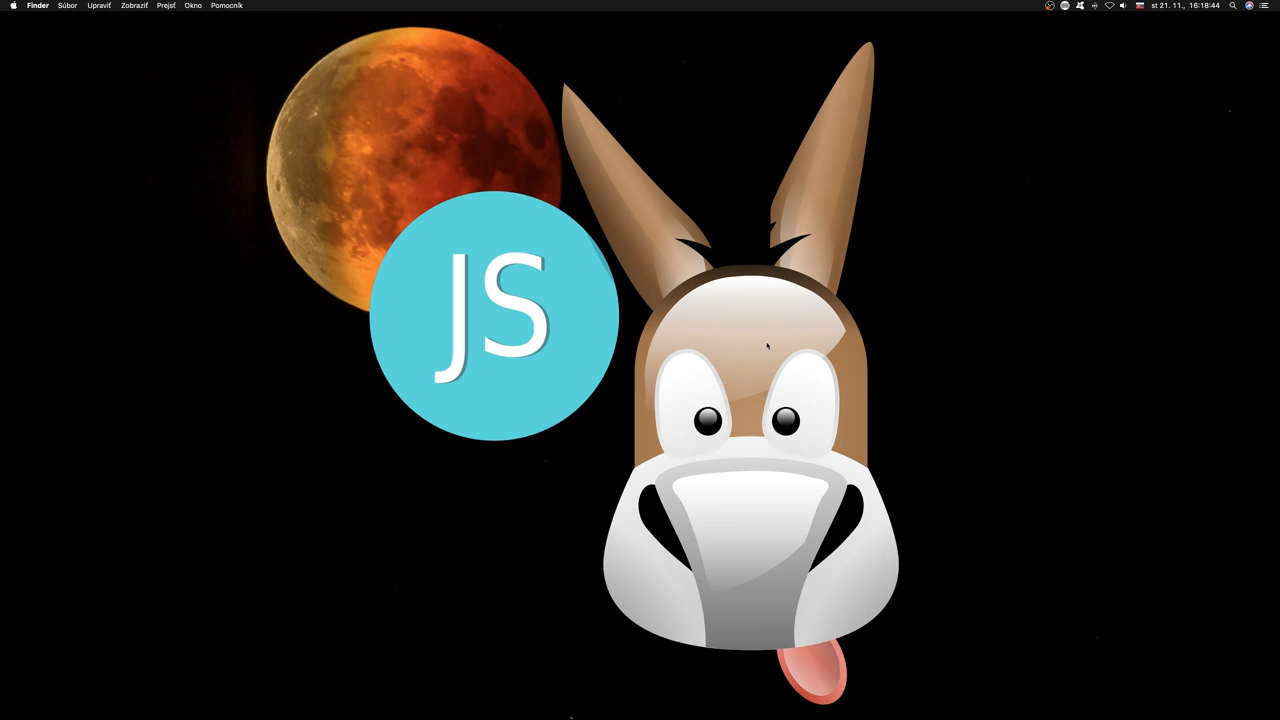 Finder Súbor Upraviť Zobraziť Prejsť Okno Pomocník st 21. 11., 16:18:44
JS